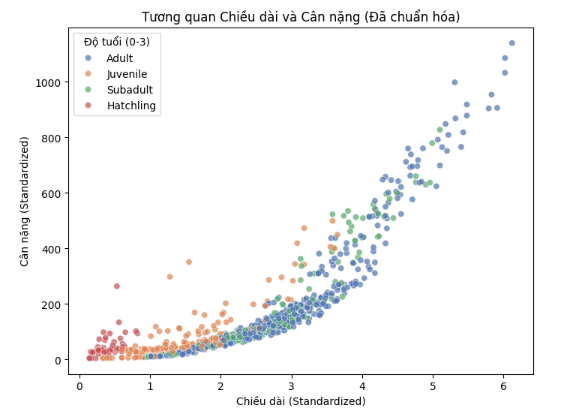 Tương quan Chiều dài và Cân nặng (Đã chuẩn hóa)
Độ tuổi (0-3)
Adult
Juvenile
Subadult
Hatchling
Cân nặng (Standardized)
1000
800
600
400
200
0
0 1 2 3 4 5 6
Chiều dài (Standardized)